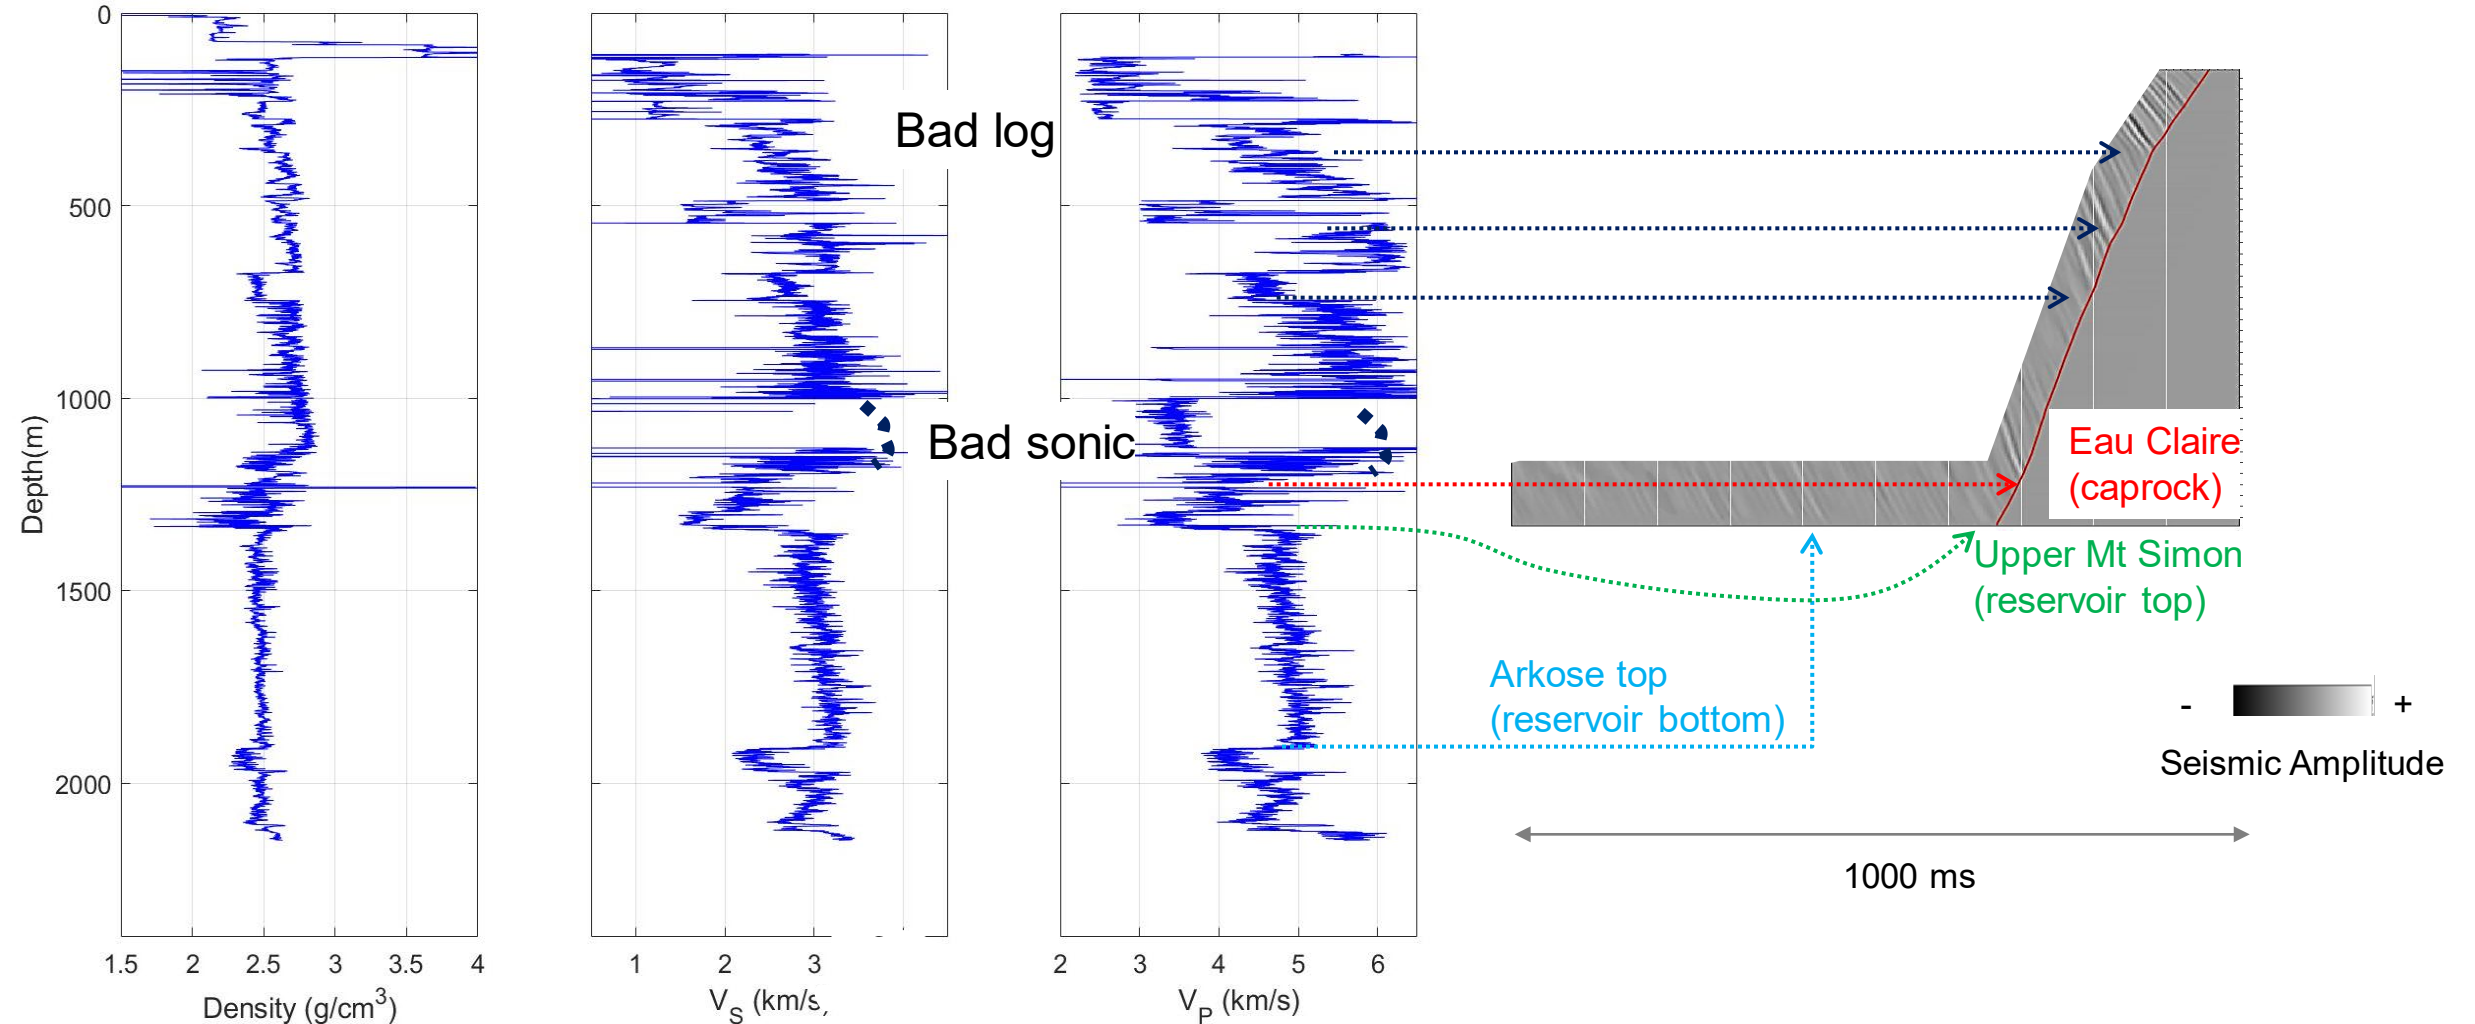 0
500
1000
1500
2000
Depth(m)
1.5 2 2.5 3 3.5 4
Density (g/cm3)
1 2 3
VS (km/s,
2 3 4 5 6
VP (km/s)
Bad log
Bad sonic
Eau Claire
(caprock)
Upper Mt Simon
(reservoir top)
Arkose top
(reservoir bottom)
- +
Seismic Amplitude
1000 ms